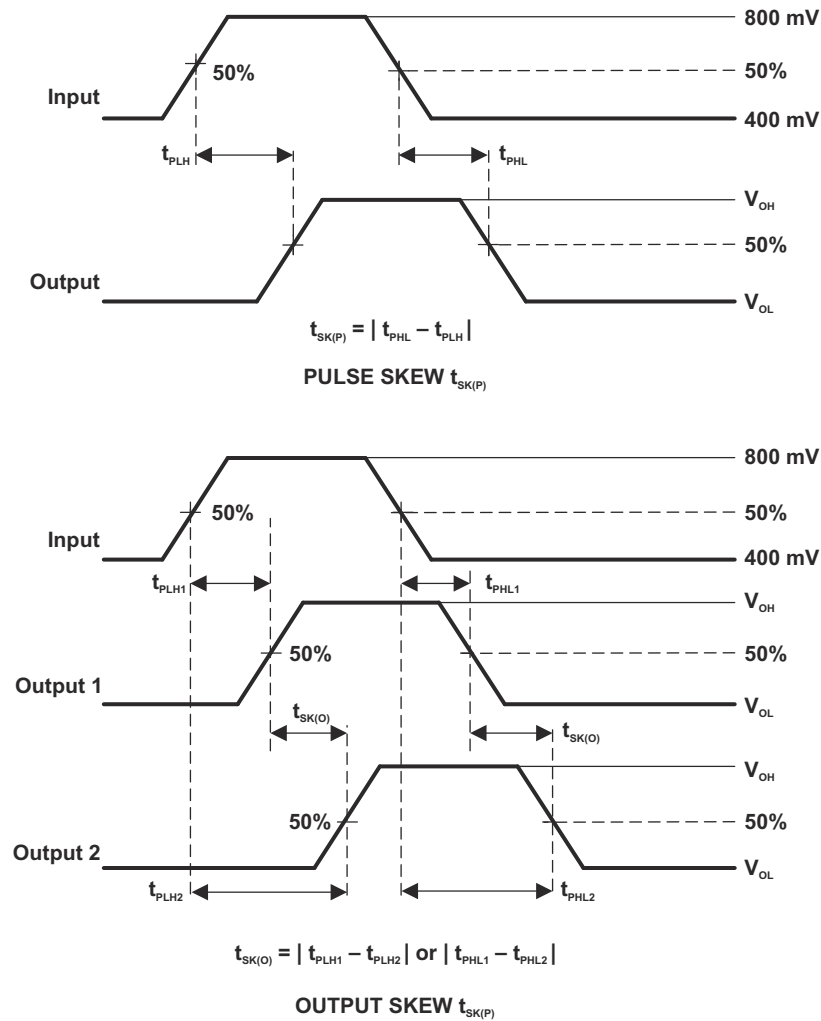 800 mV
50%
50%
Input
400 mV
tPLH
tPHL
VOH
50%
Output
VOL
tSK(P) = | tPHL – tPLH |
PULSE SKEW tSK(P)
800 mV
50%
50%
Input
400 mV
tPLH1
tPHL1
VOH
50%
50%
Output 1
VOL
tSK(O)
tSK(O)
VOH
50%
50%
Output 2
VOL
tPLH2
tPHL2
tSK(O) = | tPLH1 – tPLH2 | or | tPHL1 – tPHL2 |
OUTPUT SKEW tSK(P)